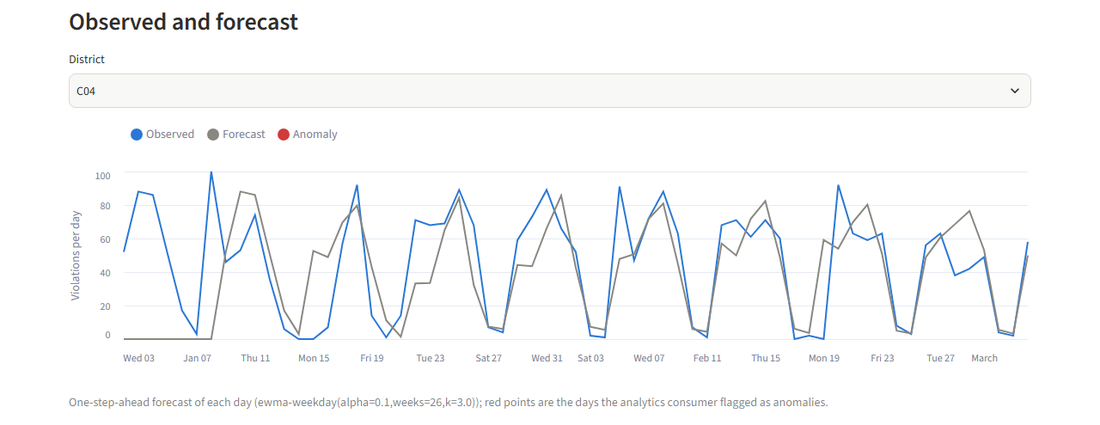 Observed and forecast
District
C04
Observed Forecast Anomaly
Violations per day
100
80
60
40
20
0
Wed 03 Jan 07 Thu 11 Mon 15 Fri 19 Tue 23 Sat 27 Wed 31 Sat 03 Wed 07 Feb 11 Thu 15 Mon 19 Fri 23 Tue 27 March
One-step-ahead forecast of each day (ewma-weekday(alpha=0.1,weeks=26,k=3.0)); red points are the days the analytics consumer flagged as anomalies.